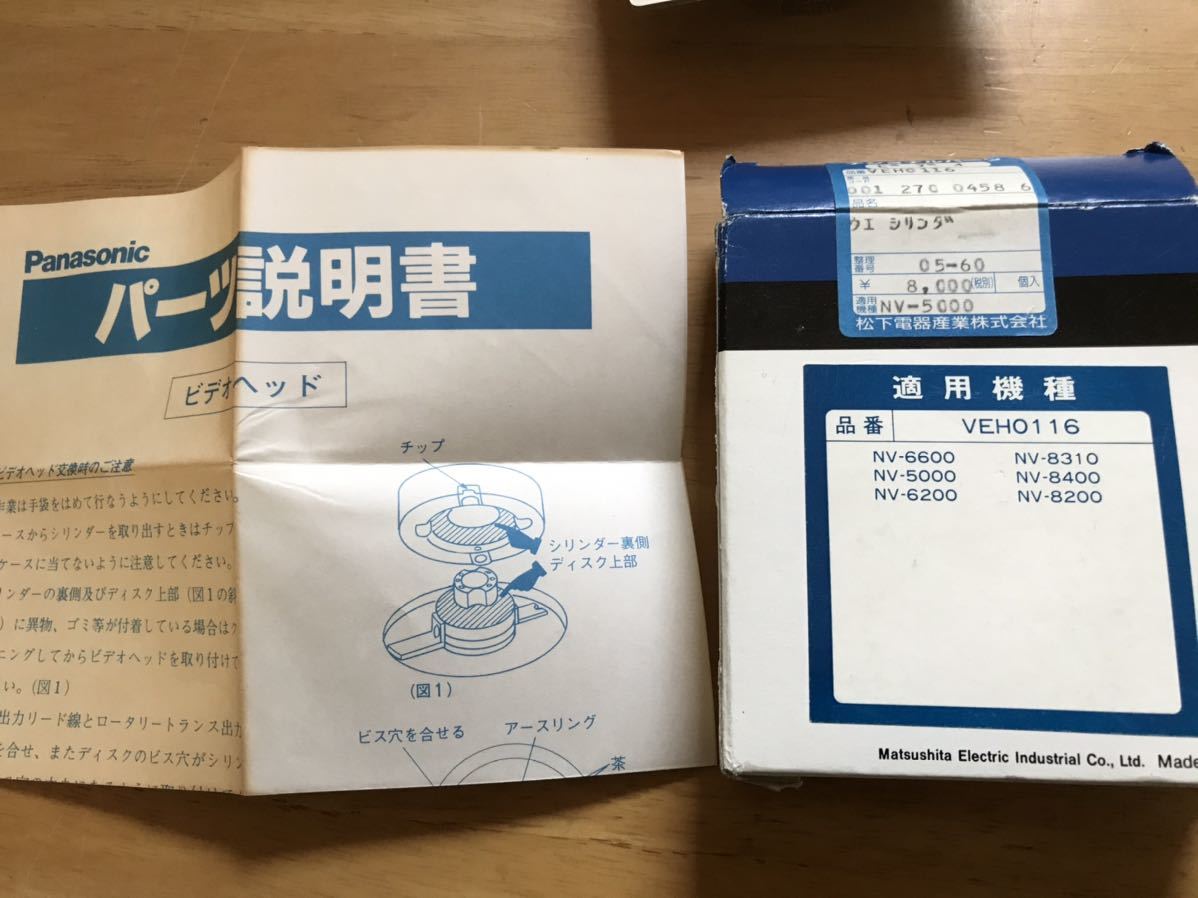 Panasonic
パーツ説明書
ビデオヘッド
ビデオヘッド交換時のご注意
業は手袋をはめて行なうようにしてください。
ースからシリンダーを取り出すときはチップ
ケースに当てないように注意してください。
リンダーの裏側及びディスク上部(図1の斜
)に異物、ゴミ等が付着している場合はク
ニングしてからビデオヘッドを取り付けて
い。(図1)
出力リード線とロータリートランス出力
を合せ、またディスクのビス穴がシリン
チップ
シリンダー裏側
ディスク上部
(図1)
ビス穴を合せる
アースリング
茶
VEH0116
001 270 0458 6
品名
ウエ シリンダ
整理番号 05-60
¥ 8,000 (税別) 個入
適用機種 NV-5000
松下電器産業株式会社
適用機種
品番 VEH0116
NV-6600 NV-8310
NV-5000 NV-8400
NV-6200 NV-8200
Matsushita Electric Industrial Co., Ltd. Made